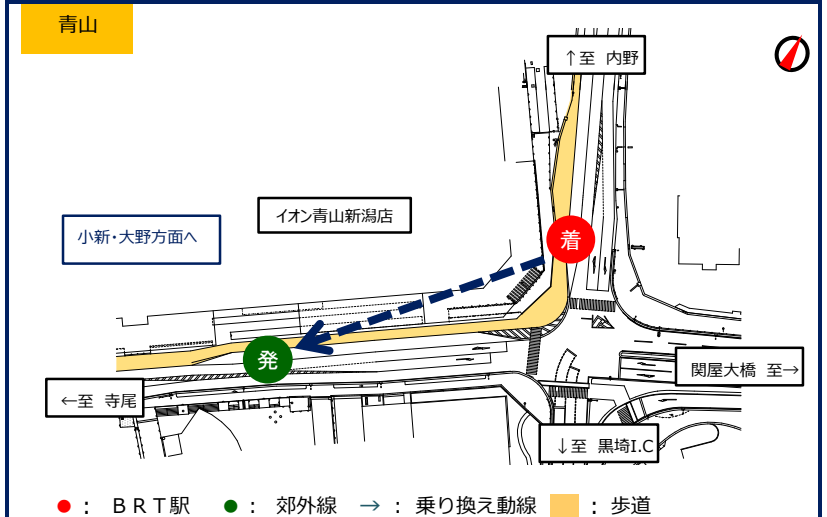 青山
↑至 内野
イオン青山新潟店
小新・大野方面へ
着
発
関屋大橋 至→
←至 寺尾
↓至 黒埼I.C
●： ＢＲＴ駅 ●： 郊外線 →： 乗り換え動線 ：歩道